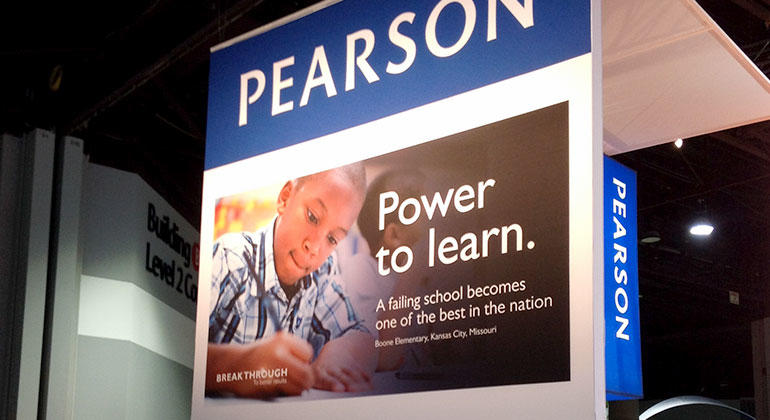 PEARSON
Power
to learn.
A failing school becomes
one of the best in the nation
Boone Elementary, Kansas City, Missouri
BREAKTHROUGH
To better results
PEARSON
Building
Level 2 Co